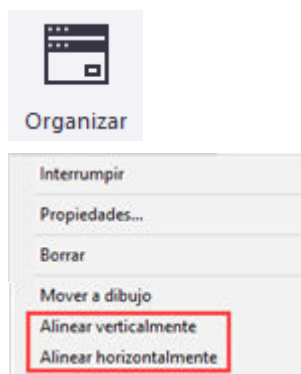 Organizar
Interrumpir
Propiedades...
Borrar
Mover a dibujo
Alinear verticalmente
Alinear horizontalmente